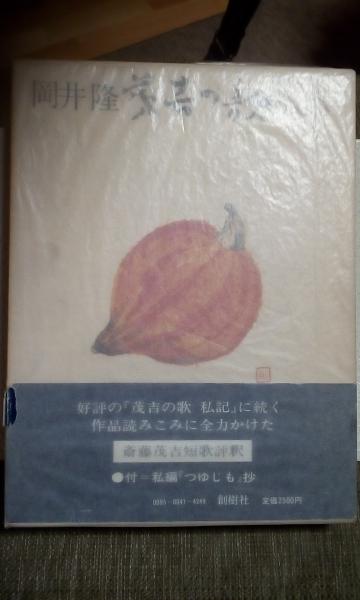 岡井隆 茂吉の歌
好評の『茂吉の歌 私記』に続く
作品読みこみに全力かけた
斎藤茂吉短歌評釈
●付＝私編『つゆじも』抄
0095-0041-4249 創樹社 定価2500円